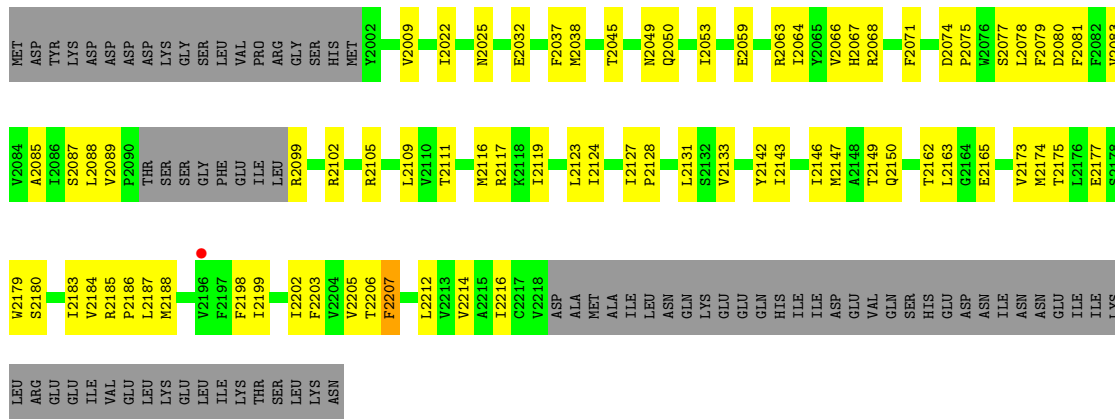 MET ASP TYR LYS ASP ASP ASP ASP LYS GLY SER LEU VAL PRO ARG GLY SER HIS MET Y2002 V2009 I2022 N2025 E2032 F2037 M2038 T2045 N2049 Q2050 I2053 E2059 R2063 I2064 Y2065 V2066 H2067 R2068 F2071 D2074 P2075 W2076 S2077 L2078 F2079 D2080 F2081 F2082 V2083
V2084 A2085 I2086 S2087 L2088 V2089 P2090 THR SER SER GLY PHE GLU ILE LEU R2099 R2102 R2105 L2109 V2110 T2111 M2116 R2117 K2118 I2119 L2123 I2124 I2127 P2128 L2131 S2132 V2133 Y2142 I2143 I2146 M2147 A2148 T2149 Q2150 T2162 L2163 G2164 E2165 V2173 M2174 T2175 L2176 E2177 S2178
W2179 S2180 I2183 V2184 R2185 P2186 L2187 M2188 V2196 F2197 F2198 I2199 I2202 F2203 V2204 V2205 T2206 F2207 L2212 V2213 V2214 A2215 I2216 C2217 V2218 ASP ALA MET ALA ILE LEU ASN GLN LYS GLU GLU GLN HIS ILE ILE ASP GLU VAL GLN SER HIS GLU ASP ASN ILE ASN ASN GLU ILE ILE LYS
LEU ARG GLU GLU ILE VAL GLU LEU LYS GLU LEU ILE LYS THR SER LEU LYS ASN